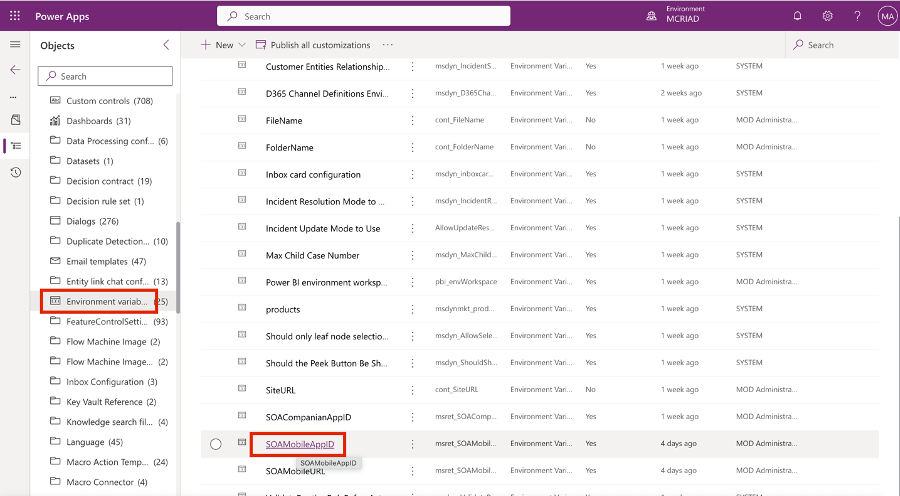 Power Apps
Search
Environment
MCRIAD
MA
Objects
New
Publish all customizations
Search
Search
Custom controls (708)
Dashboards (31)
Data Processing conf... (6)
Datasets (1)
Decision contract (19)
Decision rule set (1)
Dialogs (276)
Duplicate Detection... (10)
Email templates (47)
Entity link chat conf... (13)
Environment variab... (25)
FeatureControlSetti... (93)
Flow Machine Image (2)
Flow Machine Image... (2)
Inbox Configuration (3)
Key Vault Reference (2)
Knowledge search fil...
Language (45)
Macro Action Temp... (24)
Macro Connector (4)
Customer Entities Relationship... msdyn_IncidentS... Environment Vari... Yes 1 week ago SYSTEM
D365 Channel Definitions Envi... msdyn_D365Cha... Environment Vari... Yes 2 weeks ago SYSTEM
FileName cont_FileName Environment Vari... No 1 week ago MOD Administra...
FolderName cont_FolderName Environment Vari... No 1 week ago MOD Administra...
Inbox card configuration msdyn_inboxcar... Environment Vari... Yes 1 week ago SYSTEM
Incident Resolution Mode to ... msdyn_IncidentR... Environment Vari... Yes 1 week ago SYSTEM
Incident Update Mode to Use AllowUpdateRes... Environment Vari... Yes 1 week ago SYSTEM
Max Child Case Number msdyn_MaxChild... Environment Vari... Yes 1 week ago SYSTEM
Power BI environment worksp... pbi_envWorkspace Environment Vari... Yes 1 week ago SYSTEM
products msdynmkt_prod... Environment Vari... Yes 1 week ago SYSTEM
Should only leaf node selectio... msdyn_AllowSele... Environment Vari... Yes 1 week ago SYSTEM
Should the Peek Button Be Sh... msdyn_ShouldSh... Environment Vari... Yes 1 week ago SYSTEM
SiteURL cont_SiteURL Environment Vari... No 1 week ago MOD Administra...
SOACompanianAppID msret_SOAComp... Environment Vari... Yes 1 week ago MOD Administra...
SOAMobileAppID msret_SOAMobil... Environment Vari... Yes 4 days ago MOD Administra...
SOAMobileAppID
SOAMobileURL msret_SOAMobil... Environment Vari... Yes 4 days ago MOD Administra...